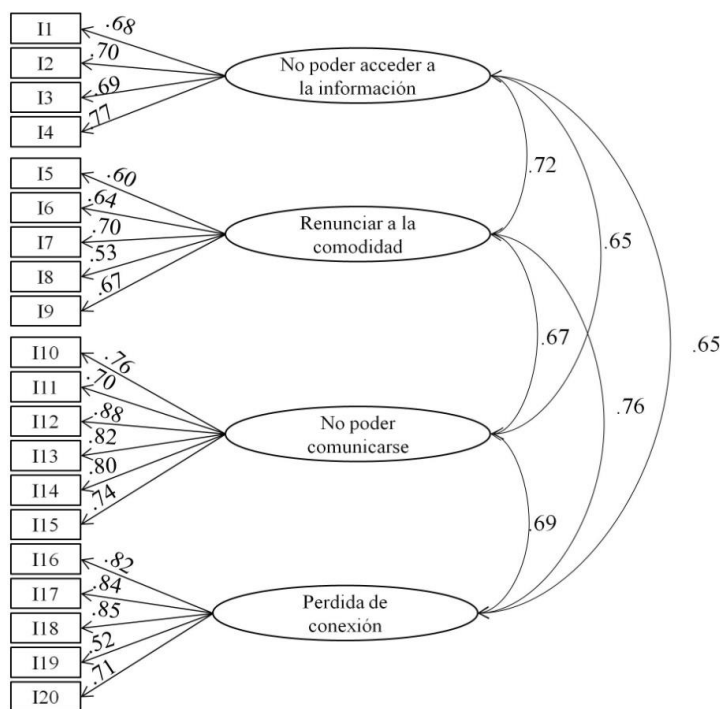 I1
.68
I2
.70
I3
.69
I4
.77
No poder acceder a
la información
I5
.60
I6
.64
I7
.70
I8
.53
I9
.67
Renunciar a la
comodidad
I10
.76
I11
.70
I12
.88
I13
.82
I14
.80
I15
.74
No poder
comunicarse
I16
.82
I17
.84
I18
.85
I19
.52
I20
.71
Perdida de
conexión
.72
.65
.67
.65
.76
.69